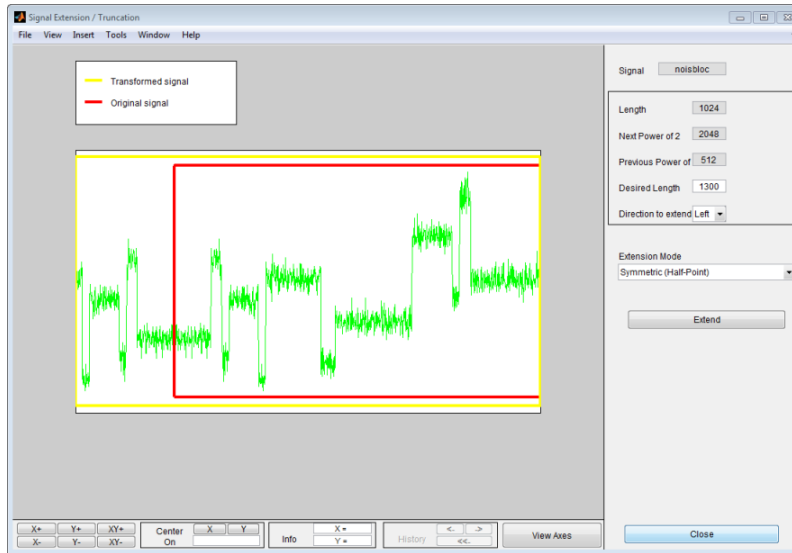 Signal Extension / Truncation
File View Insert Tools Window Help
Transformed signal
Original signal
Signal noisbloc
Length 1024
Next Power of 2 2048
Previous Power of 512
Desired Length 1300
Direction to extend Left
Extension Mode
Symmetric (Half-Point)
Extend
X+ Y+ XY+
X- Y- XY-
Center
On
X Y
Info
X =
Y =
History
<- ->
<<-
View Axes
Close